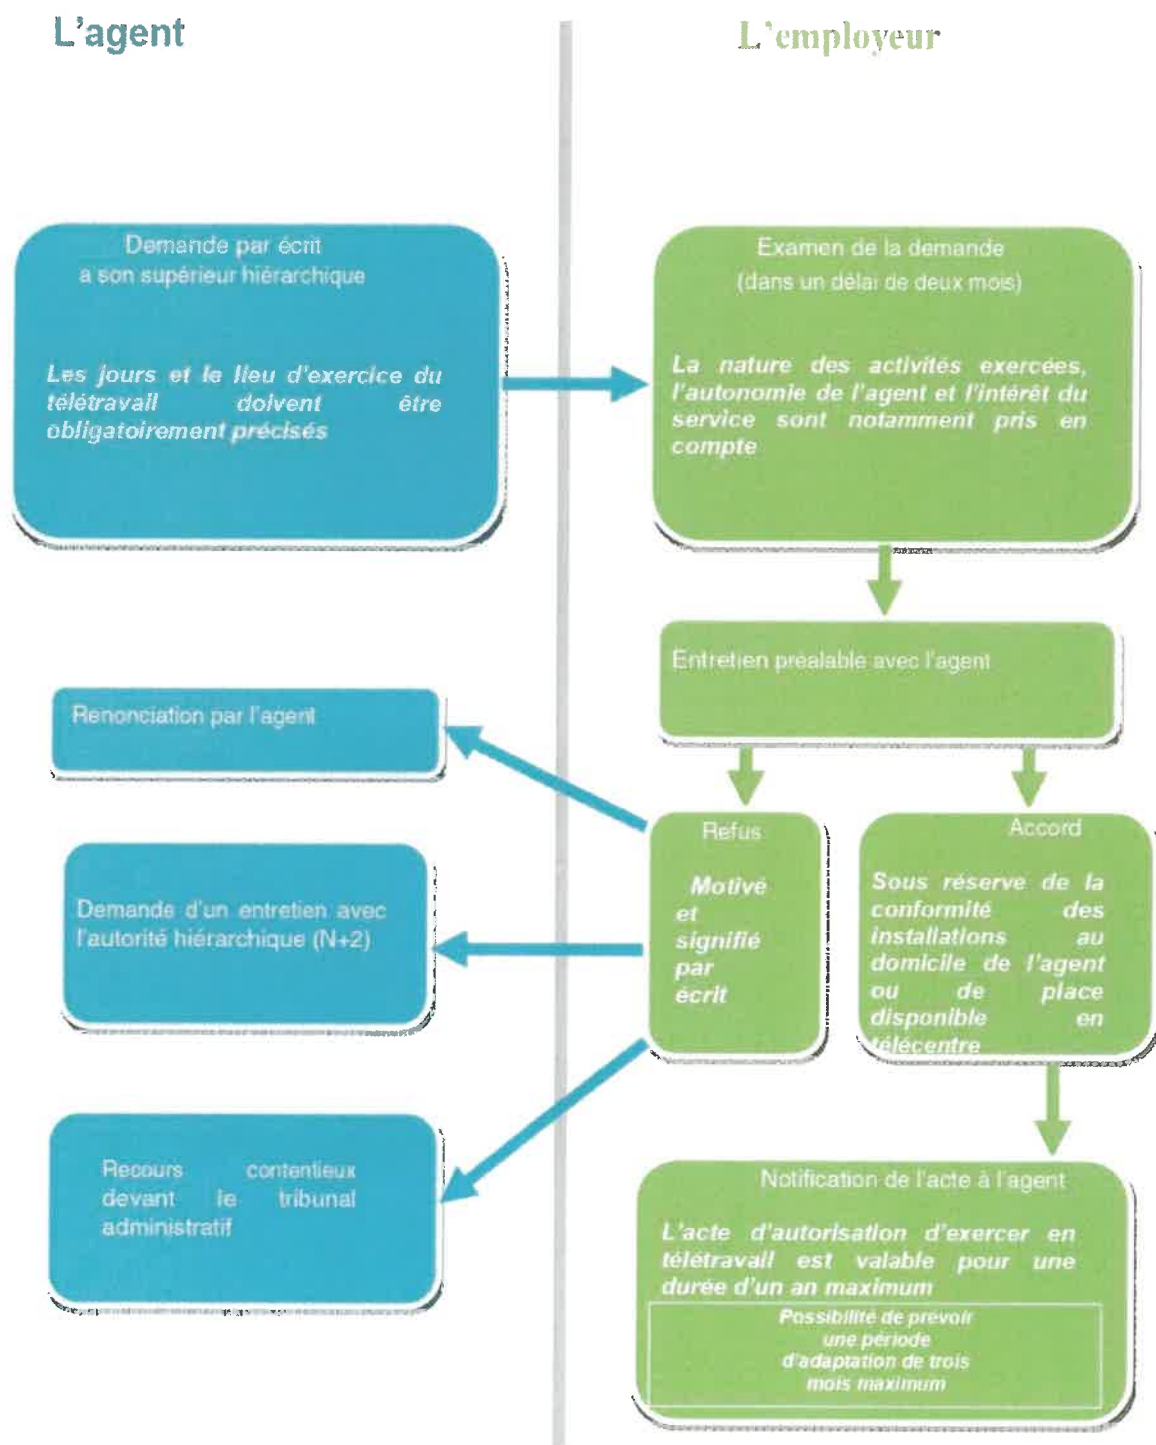 L'agent
L'employeur
Demande par écrit
a son supérieur hiérarchique
Les jours et le lieu d'exercice du
télétravail doivent être
obligatoirement précisés
Examen de la demande
(dans un délai de deux mois)
La nature des activités exercées,
l'autonomie de l'agent et l'intérêt du
service sont notamment pris en
compte
Entretien préalable avec l'agent
Renonciation par l'agent
Demande d'un entretien avec
l'autorité hiérarchique (N+2)
Recours contentieux
devant le tribunal
administratif
Refus
Motivé
et
signifié
par
écrit
Accord
Sous réserve de la
conformité des
installations au
domicile de l'agent
ou de place
disponible en
télécentre
Notification de l'acte à l'agent
L'acte d'autorisation d'exercer en
télétravail est valable pour une
durée d'un an maximum
Possibilité de prévoir
une période
d'adaptation de trois
mois maximum